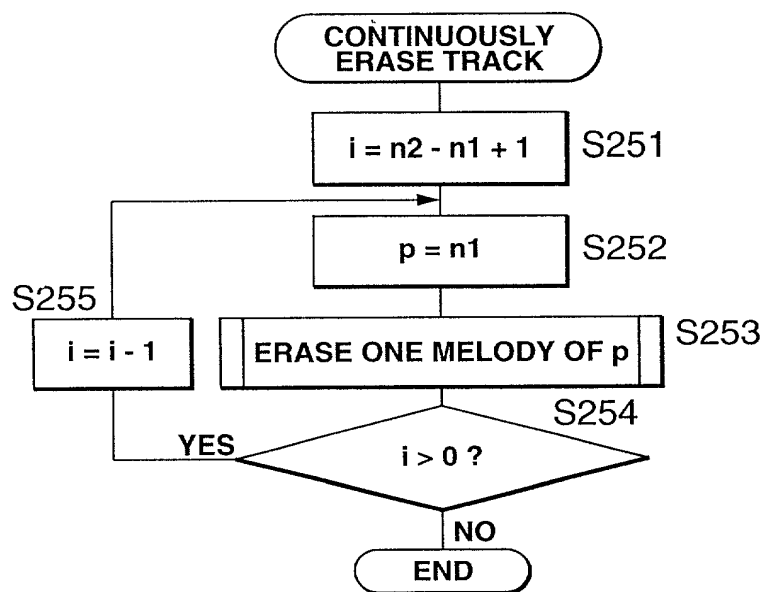 CONTINUOUSLY
ERASE TRACK
i = n2 - n1 + 1
S251
p = n1
S252
S255
i = i - 1
ERASE ONE MELODY OF p
S253
S254
YES
i > 0 ?
NO
END